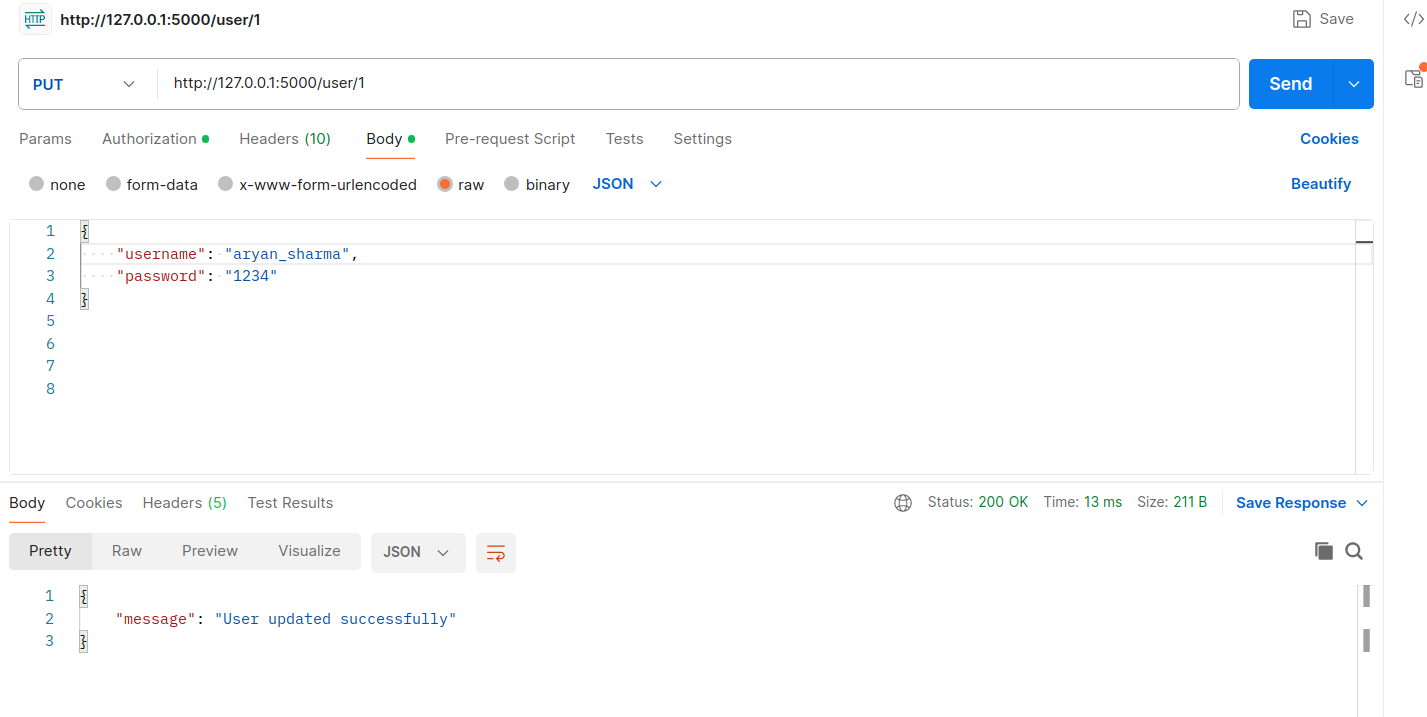 HTTP http://127.0.0.1:5000/user/1 Save </>
PUT http://127.0.0.1:5000/user/1 Send
Params Authorization Headers (10) Body Pre-request Script Tests Settings Cookies
none form-data x-www-form-urlencoded raw binary JSON Beautify
1 {
2 "username": "aryan_sharma",
3 "password": "1234"
4 }
5
6
7
8
Body Cookies Headers (5) Test Results Status: 200 OK Time: 13 ms Size: 211 B Save Response
Pretty Raw Preview Visualize JSON
1 {
2 "message": "User updated successfully"
3 }